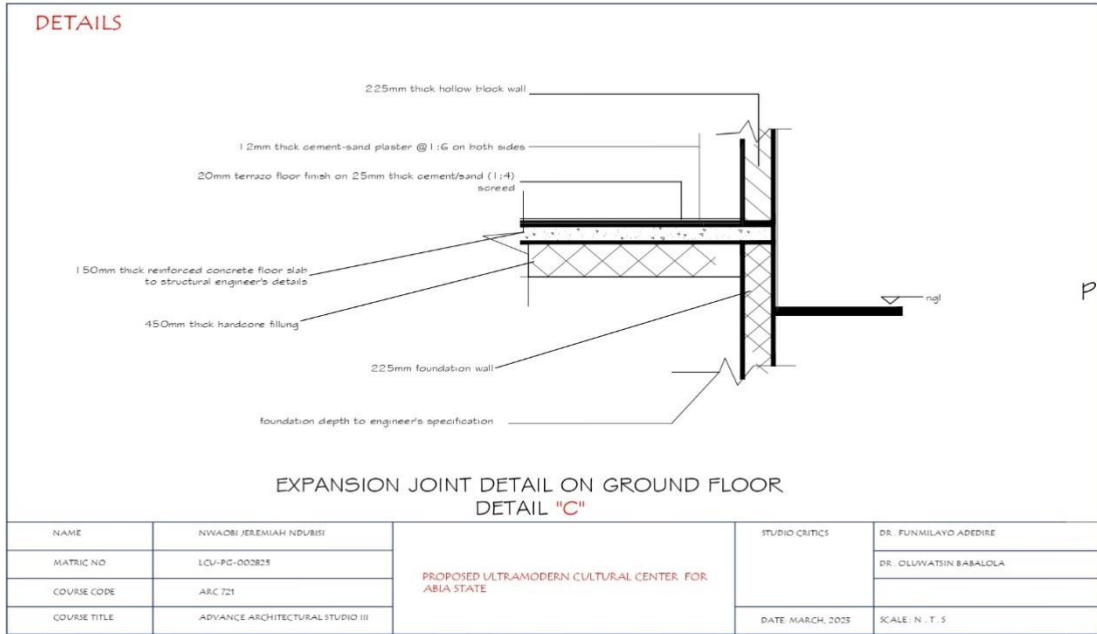 DETAILS
225mm thick hollow block wall
12mm thick cement-sand plaster @1:6 on both sides
20mm terrazo floor finish on 25mm thick cement/sand (1:4)
screed
150mm thick reinforced concrete floor slab
to structural engineer's details
450mm thick hardcore filling
225mm foundation wall
foundation depth to engineer's specification
ngl
P
EXPANSION JOINT DETAIL ON GROUND FLOOR
DETAIL "C"
NAME
NWAOBI JEREMIAH NDUBISI
MATRIC NO
LCU-PG-002825
COURSE CODE
ARC 721
COURSE TITLE
ADVANCE ARCHITECTURAL STUDIO III
PROPOSED ULTRAMODERN CULTURAL CENTER FOR
ABIA STATE
STUDIO CRITICS
DR. FUNMILAYO ADEDIRE
DR. OLUWATSIN BABALOLA
DATE: MARCH, 2023
SCALE: N . T . S